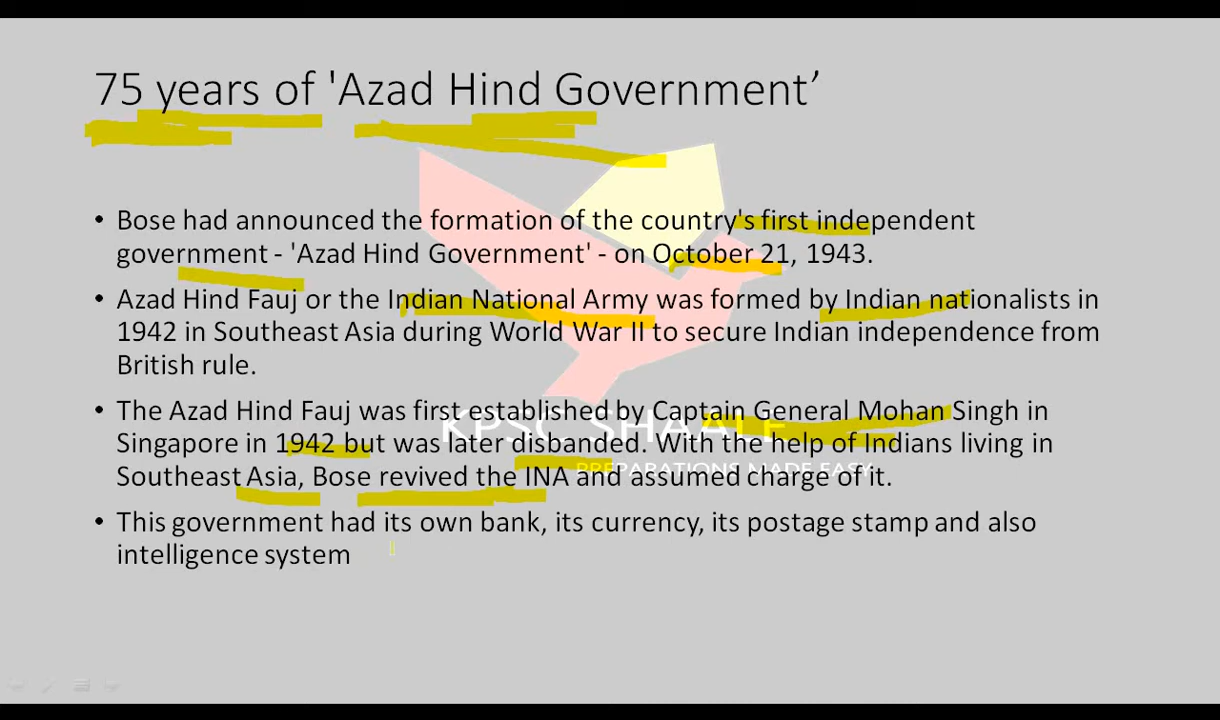 75 years of 'Azad Hind Government’
• Bose had announced the formation of the country's first independent
government - 'Azad Hind Government' - on October 21, 1943.
• Azad Hind Fauj or the Indian National Army was formed by Indian nationalists in
1942 in Southeast Asia during World War II to secure Indian independence from
British rule.
• The Azad Hind Fauj was first established by Captain General Mohan Singh in
KPSC SHAALE
Singapore in 1942 but was later disbanded. With the help of Indians living in
PREPARATIONS MADE EASY
Southeast Asia, Bose revived the INA and assumed charge of it.
• This government had its own bank, its currency, its postage stamp and also
intelligence system